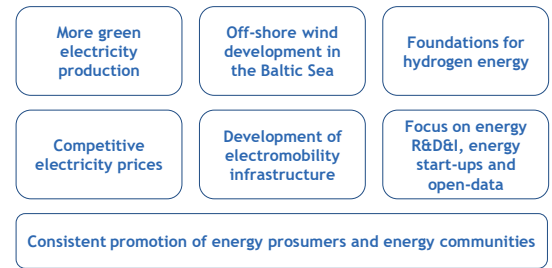 More green
electricity
production
Off-shore wind
development in
the Baltic Sea
Foundations for
hydrogen energy
Competitive
electricity prices
Development of
electromobility
infrastructure
Focus on energy
R&D&I, energy
start-ups and
open-data
Consistent promotion of energy prosumers and energy communities